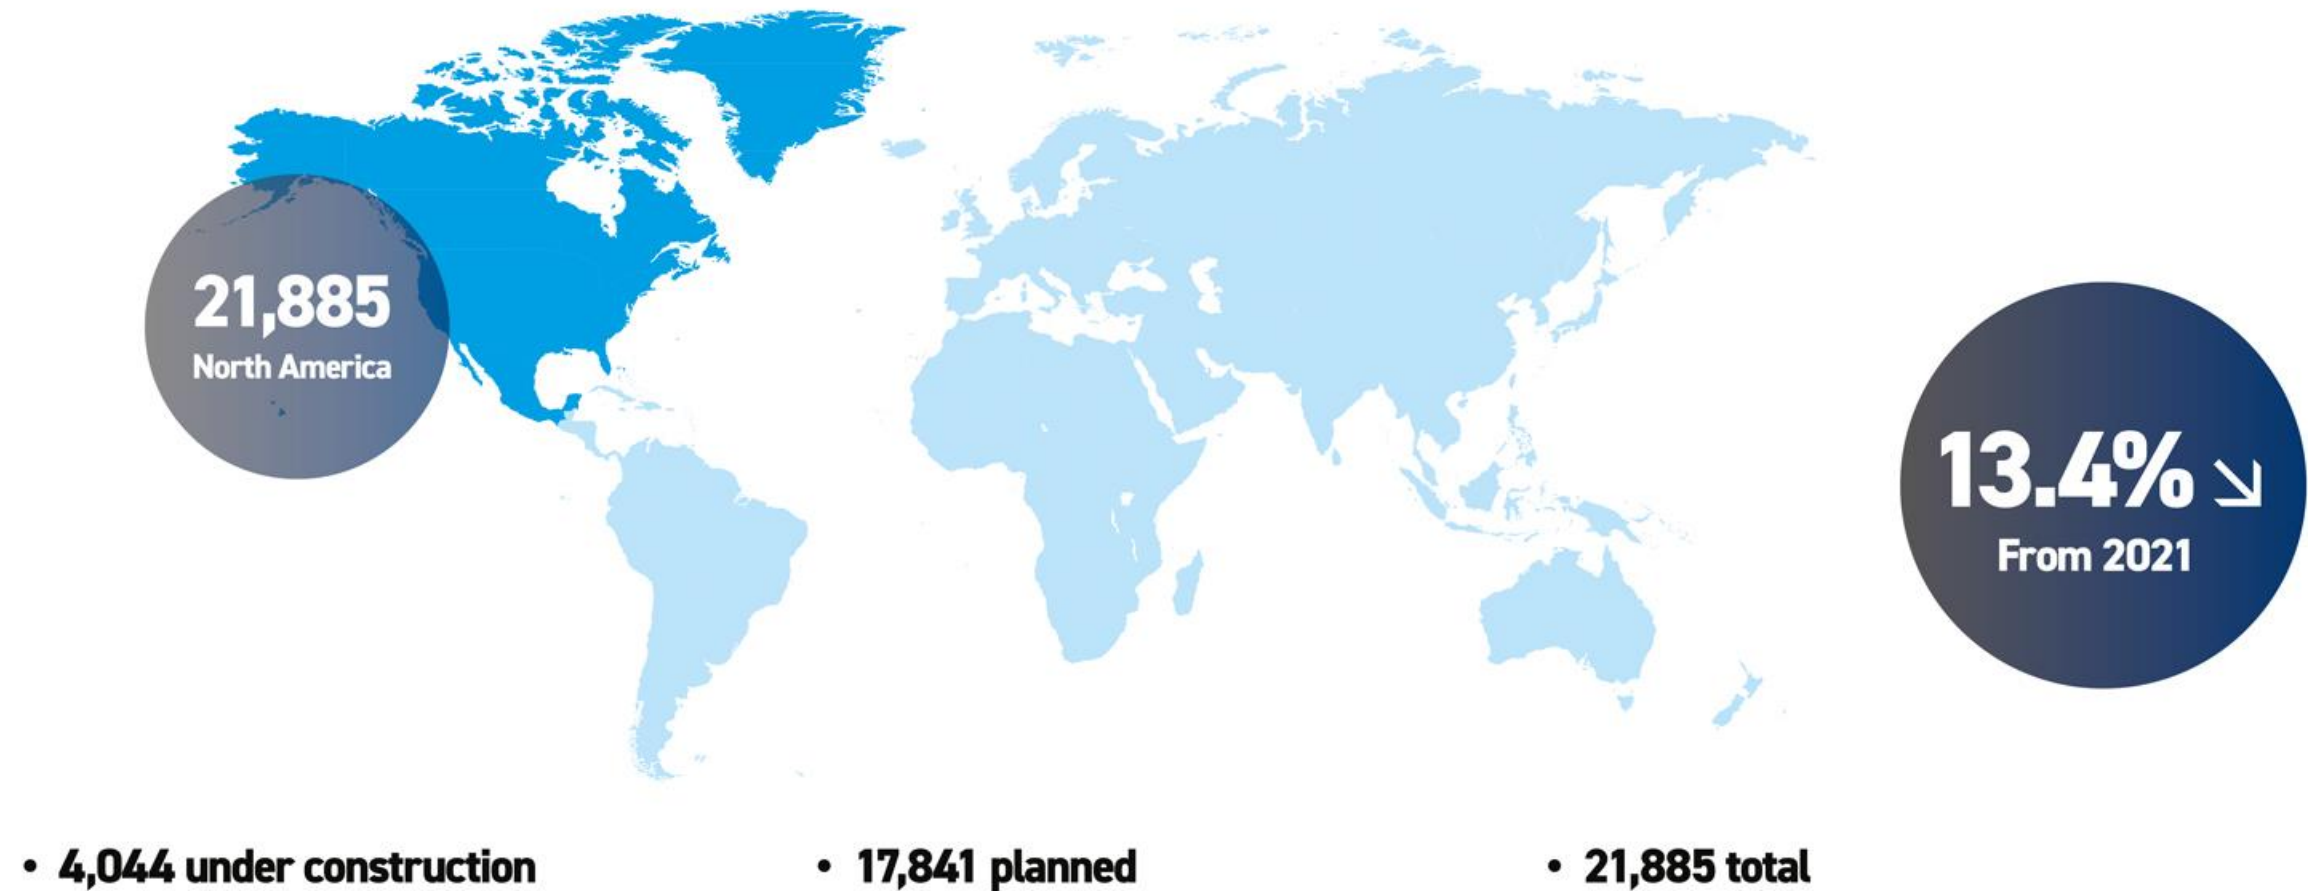 21,885
North America
13.4%
From 2021
• 4,044 under construction
• 17,841 planned
• 21,885 total